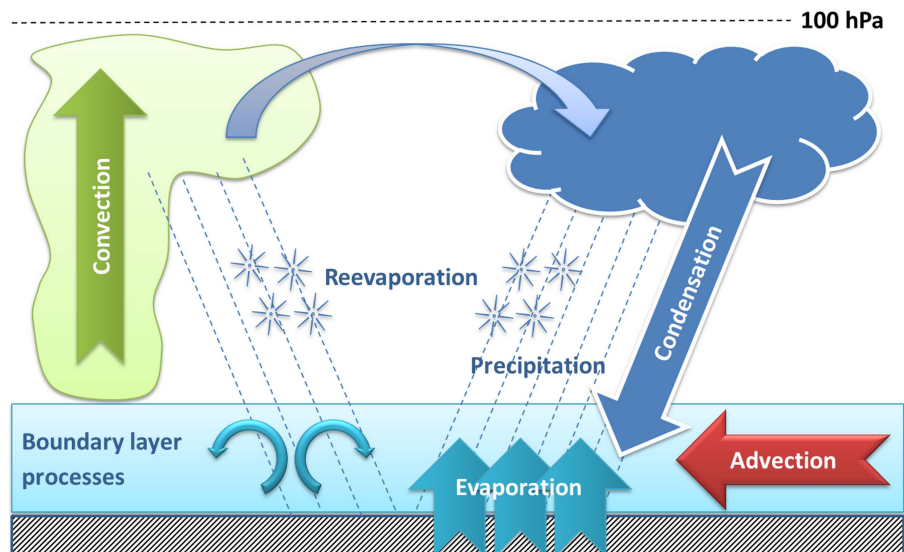 100 hPa
Convection
Reevaporation
Condensation
Precipitation
Boundary layer
processes
Evaporation
Advection